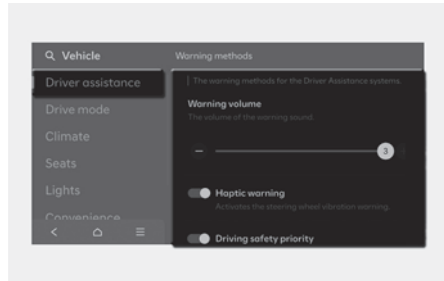 Vehicle
Warning methods
Driver assistance
Drive mode
Climate
Seats
Lights
Convenience
The warning methods for the Driver Assistance systems.
Warning volume
The volume of the warning sound.
3
Haptic warning
Activates the steering wheel vibration warning.
Driving safety priority